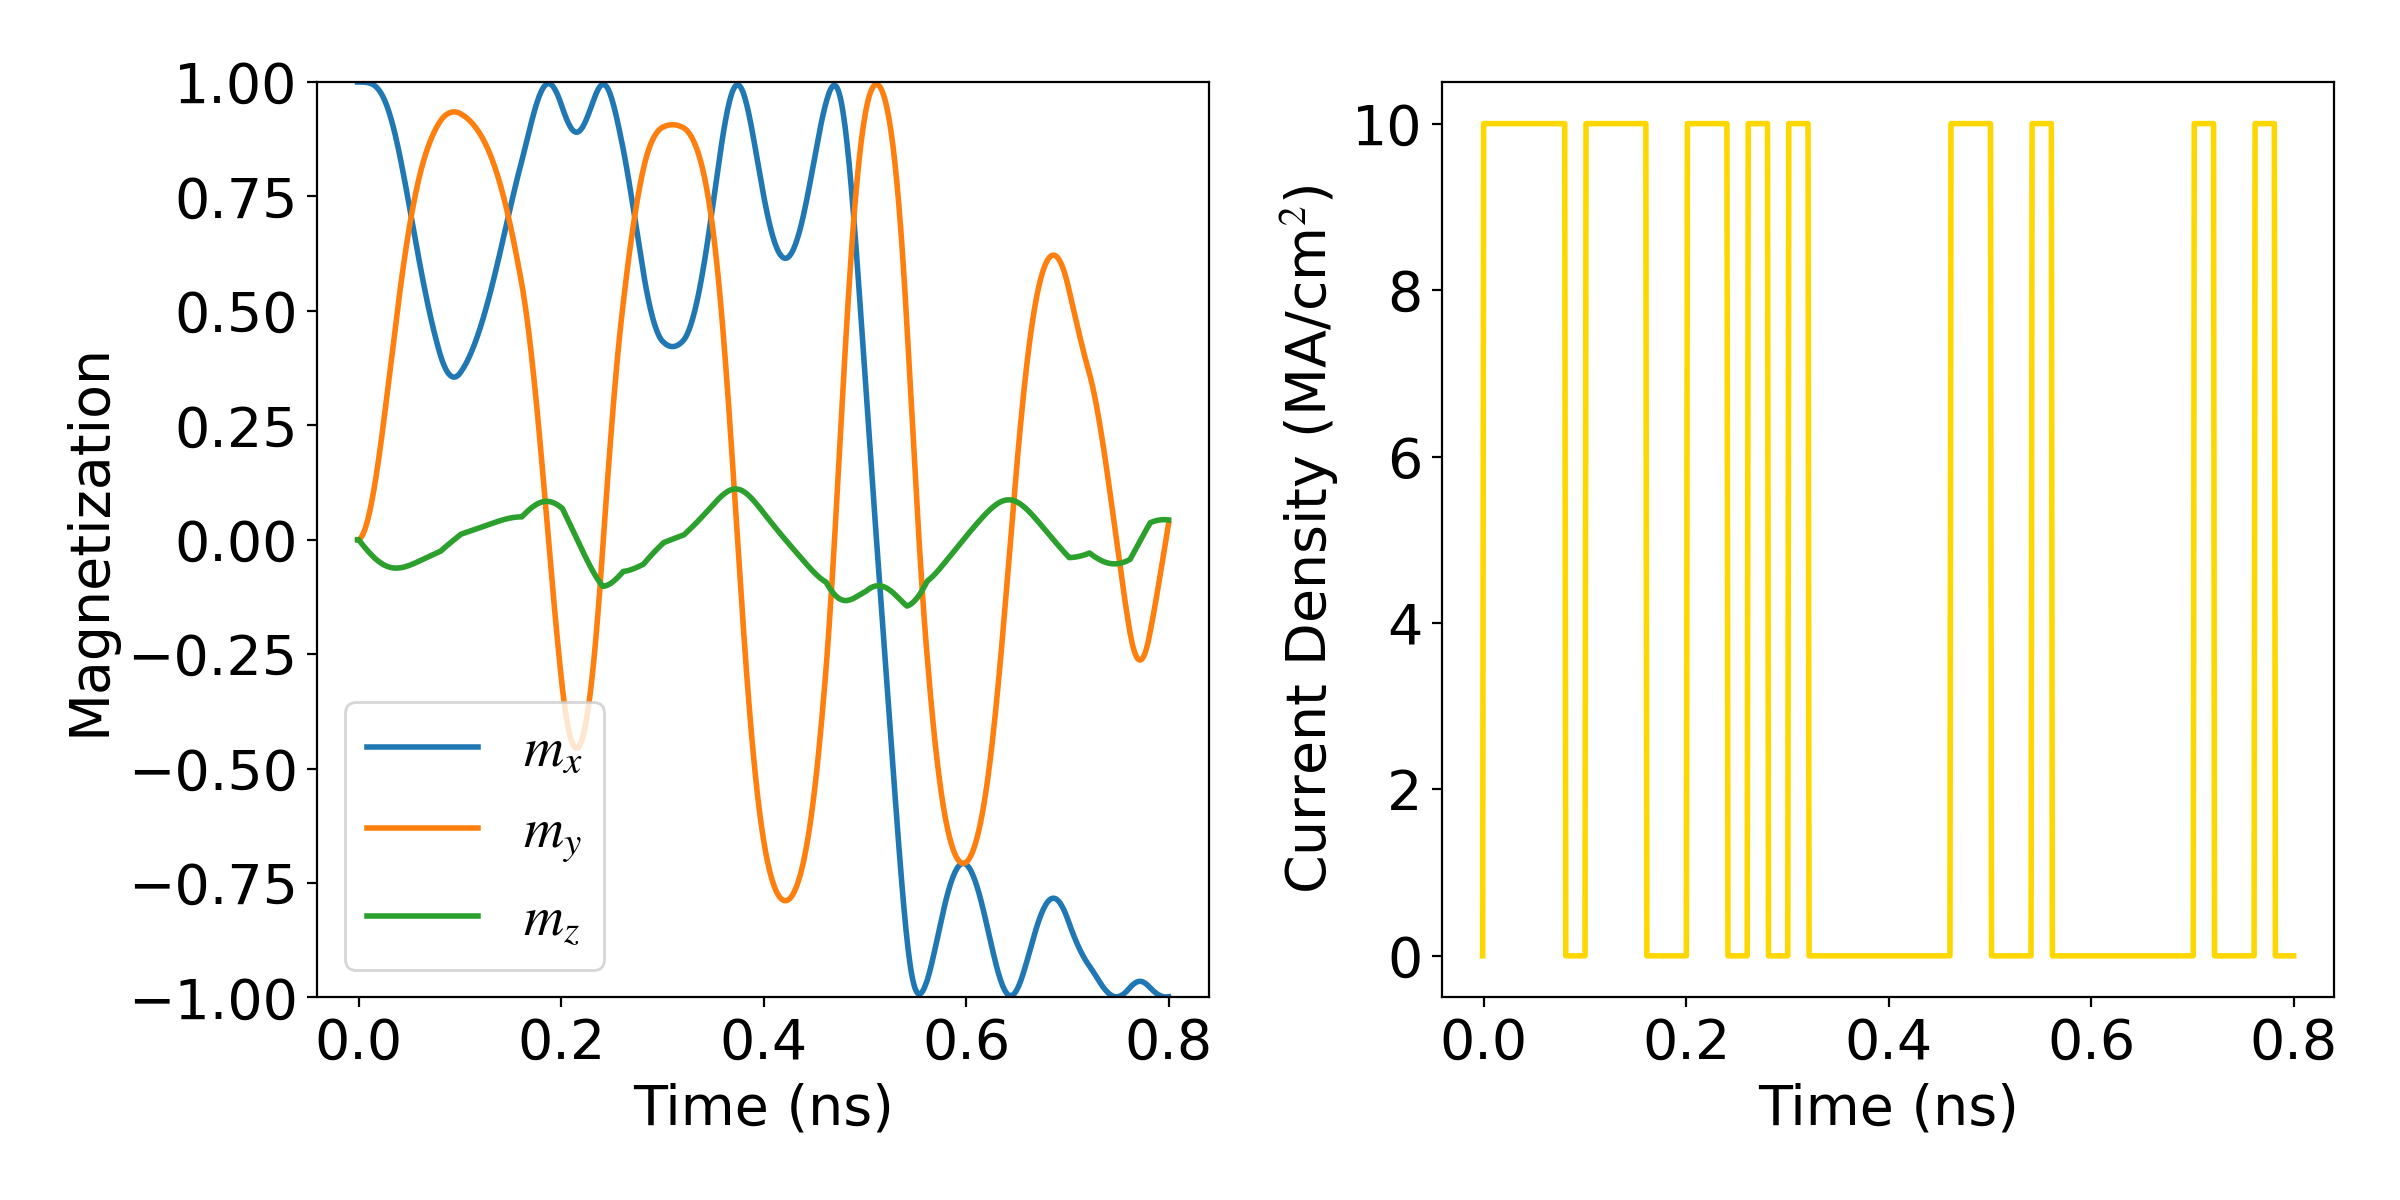 1.00
0.75
0.50
0.25
0.00
−0.25
−0.50
−0.75
−1.00
Magnetization
m_x
m_y
m_z
0.0 0.2 0.4 0.6 0.8
Time (ns)
10
8
6
4
2
0
Current Density (MA/cm²)
0.0 0.2 0.4 0.6 0.8
Time (ns)